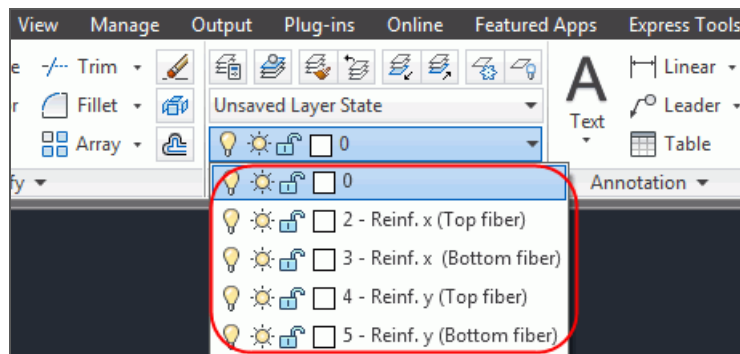 View Manage Output Plug-ins Online Featured Apps Express Tools
e Trim Linear
r Fillet Unsaved Layer State Leader
Text
Array 0 Table
fy 0 Annotation
2 - Reinf. x (Top fiber)
3 - Reinf. x (Bottom fiber)
4 - Reinf. y (Top fiber)
5 - Reinf. y (Bottom fiber)